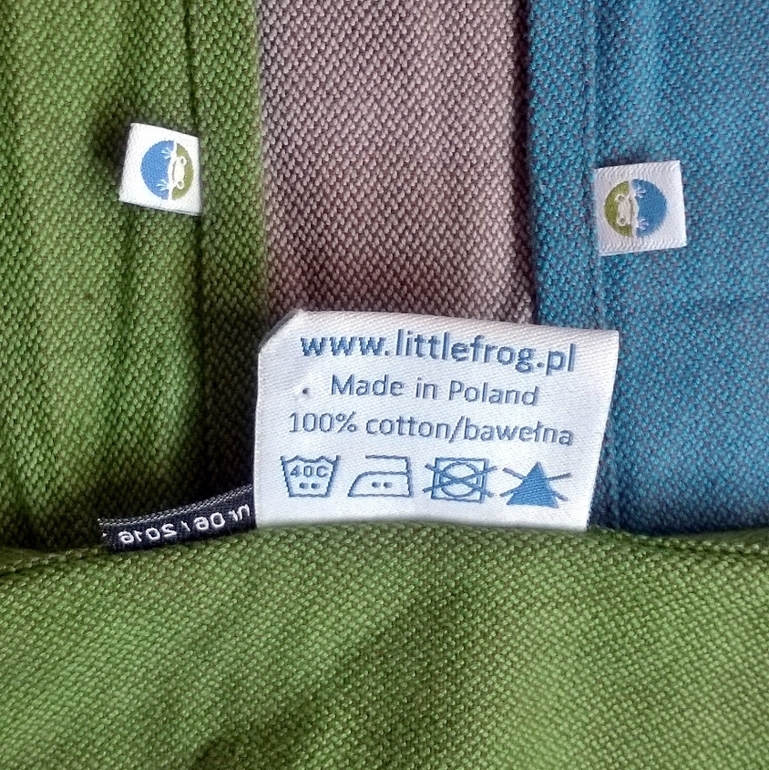 www.littlefrog.pl
Made in Poland
100% cotton/bawełna
40C